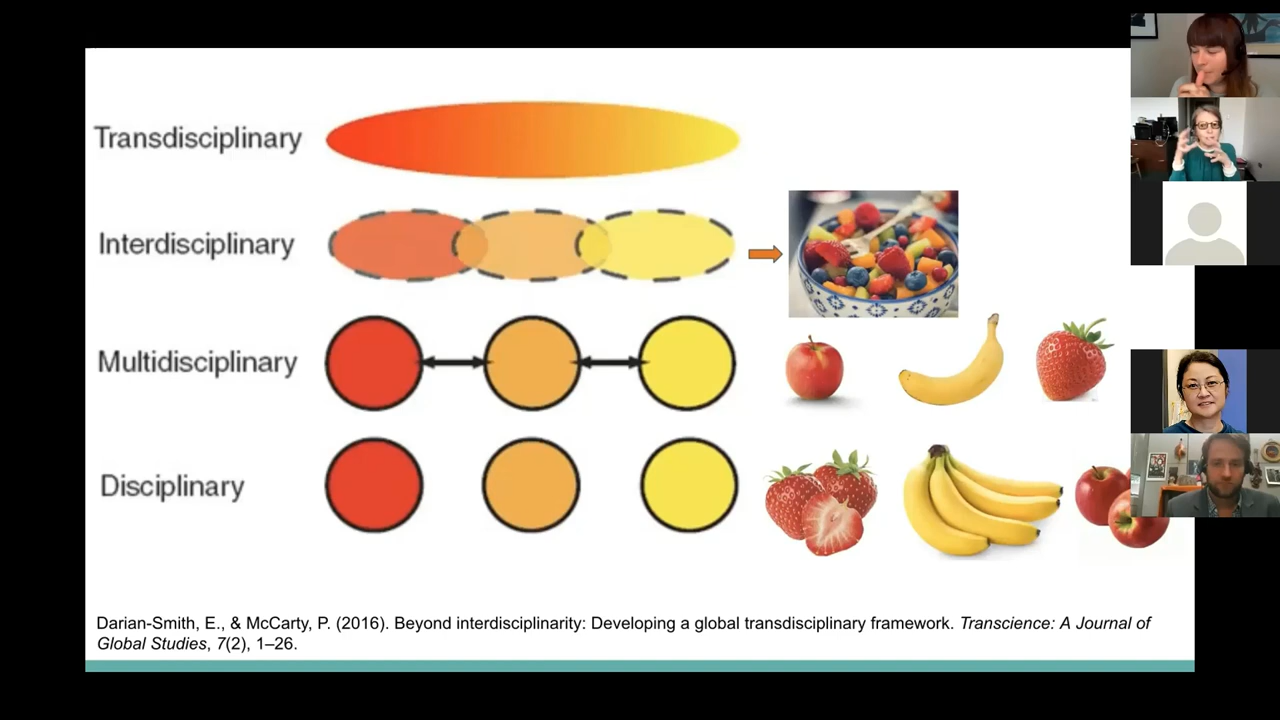 Transdisciplinary
Interdisciplinary
Multidisciplinary
Disciplinary
Darian-Smith, E., & McCarty, P. (2016). Beyond interdisciplinarity: Developing a global transdisciplinary framework. Transcience: A Journal of
Global Studies, 7(2), 1–26.